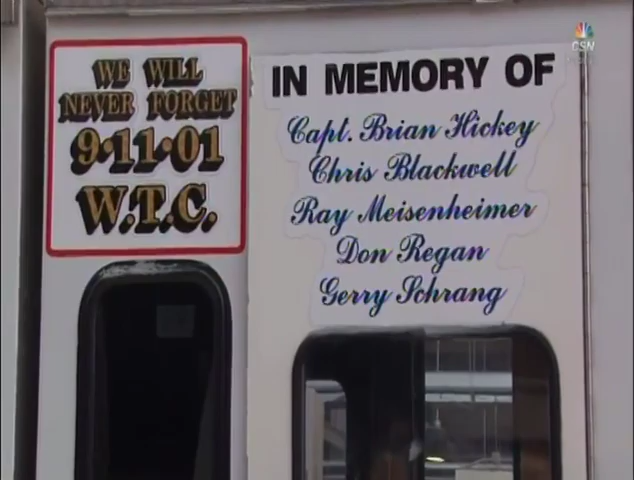 WE WILL
NEVER FORGET
9·11·01
W.T.C.
IN MEMORY OF
Capt. Brian Hickey
Chris Blackwell
Ray Meisenheimer
Don Regan
Gerry Schrang
CSN